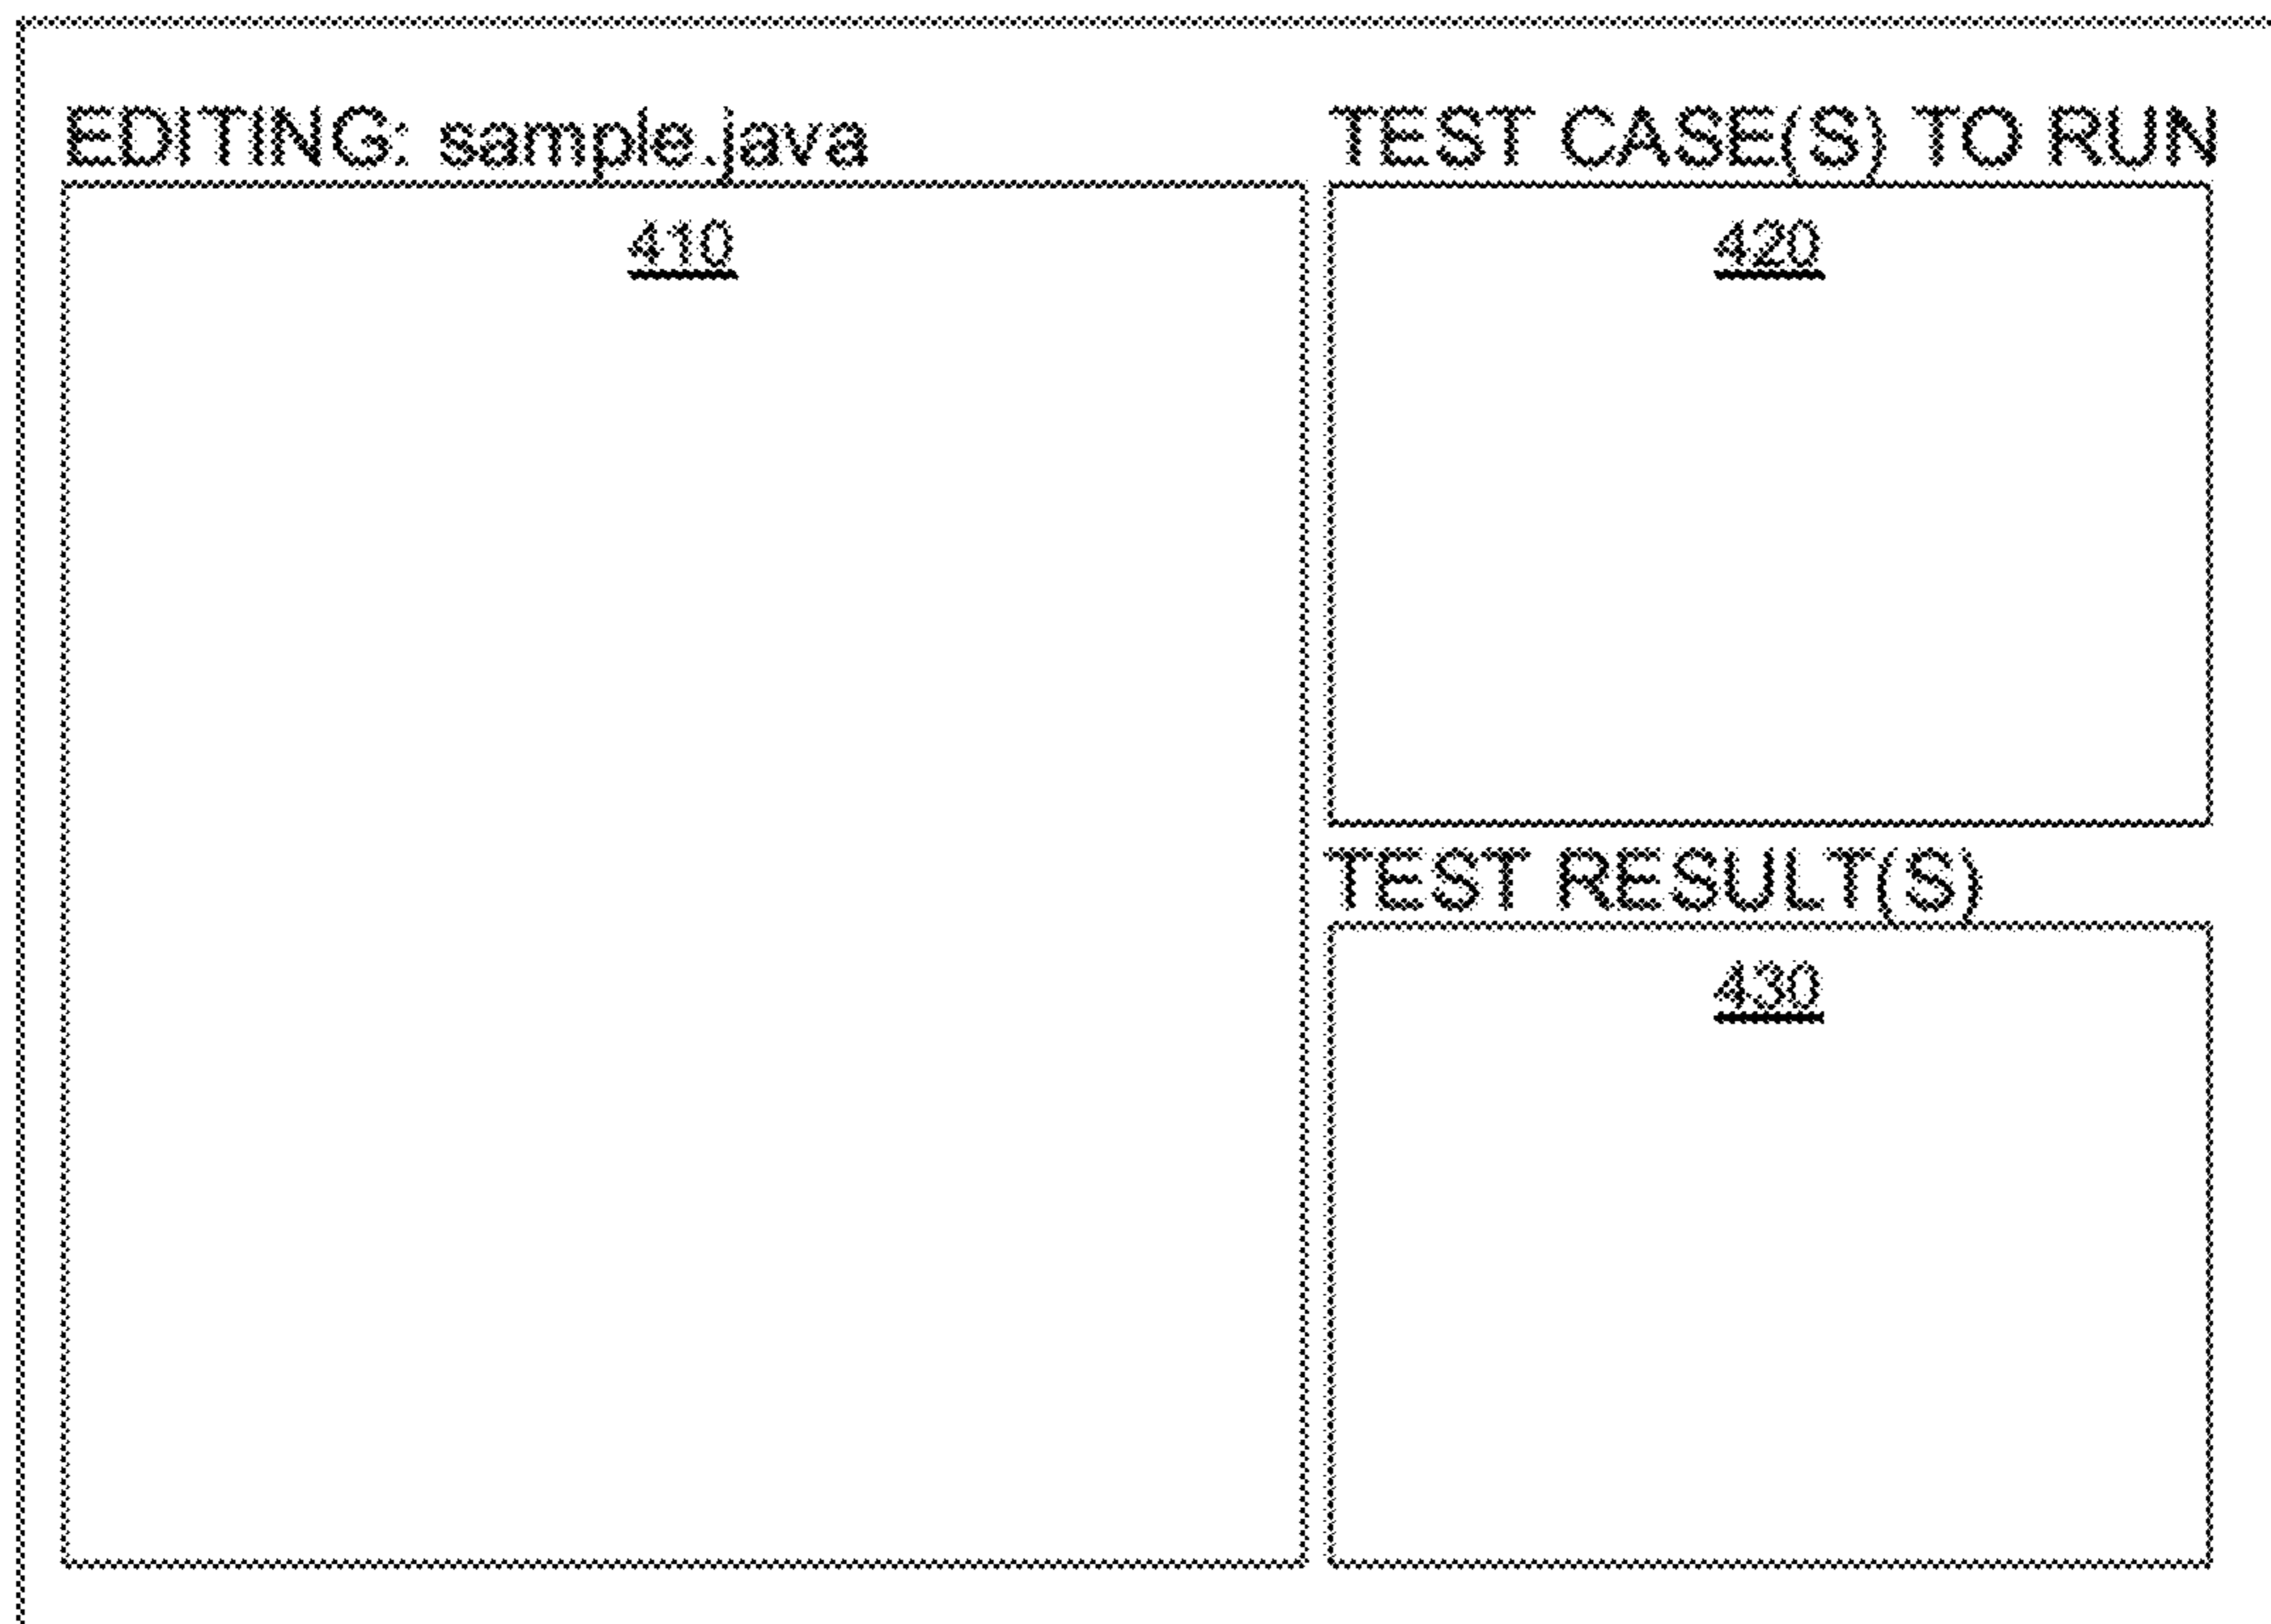 EDITING: sample.java
410
TEST CASE(S) TO RUN
420
TEST RESULT(S)
430